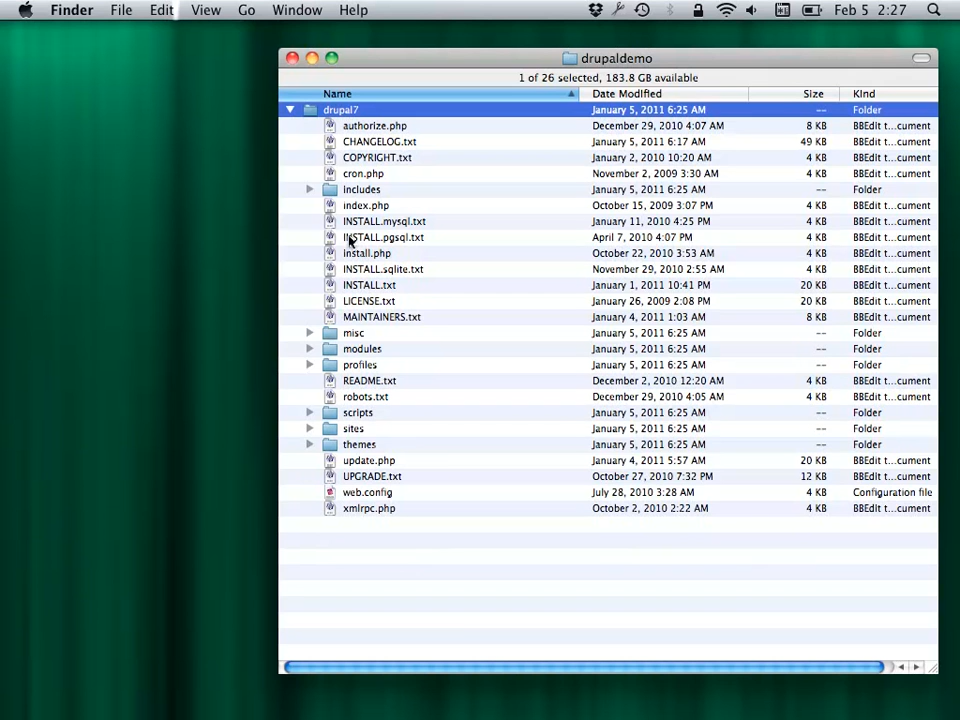 Finder File Edit View Go Window Help Feb 5 2:27
drupaldemo
1 of 26 selected, 183.8 GB available
Name Date Modified Size Kind
drupal7 January 5, 2011 6:25 AM -- Folder
authorize.php December 29, 2010 4:07 AM 8 KB BBEdit t...cument
CHANGELOG.txt January 5, 2011 6:17 AM 49 KB BBEdit t...cument
COPYRIGHT.txt January 2, 2010 10:20 AM 4 KB BBEdit t...cument
cron.php November 2, 2009 3:30 AM 4 KB BBEdit t...cument
includes January 5, 2011 6:25 AM -- Folder
index.php October 15, 2009 3:07 PM 4 KB BBEdit t...cument
INSTALL.mysql.txt January 11, 2010 4:25 PM 4 KB BBEdit t...cument
INSTALL.pgsql.txt April 7, 2010 4:07 PM 4 KB BBEdit t...cument
install.php October 22, 2010 3:53 AM 4 KB BBEdit t...cument
INSTALL.sqlite.txt November 29, 2010 2:55 AM 4 KB BBEdit t...cument
INSTALL.txt January 1, 2011 10:41 PM 20 KB BBEdit t...cument
LICENSE.txt January 26, 2009 2:08 PM 20 KB BBEdit t...cument
MAINTAINERS.txt January 4, 2011 1:03 AM 8 KB BBEdit t...cument
misc January 5, 2011 6:25 AM -- Folder
modules January 5, 2011 6:25 AM -- Folder
profiles January 5, 2011 6:25 AM -- Folder
README.txt December 2, 2010 12:20 AM 4 KB BBEdit t...cument
robots.txt December 29, 2010 4:05 AM 4 KB BBEdit t...cument
scripts January 5, 2011 6:25 AM -- Folder
sites January 5, 2011 6:25 AM -- Folder
themes January 5, 2011 6:25 AM -- Folder
update.php January 4, 2011 5:57 AM 20 KB BBEdit t...cument
UPGRADE.txt October 27, 2010 7:32 PM 12 KB BBEdit t...cument
web.config July 28, 2010 3:28 AM 4 KB Configuration file
xmlrpc.php October 2, 2010 2:22 AM 4 KB BBEdit t...cument